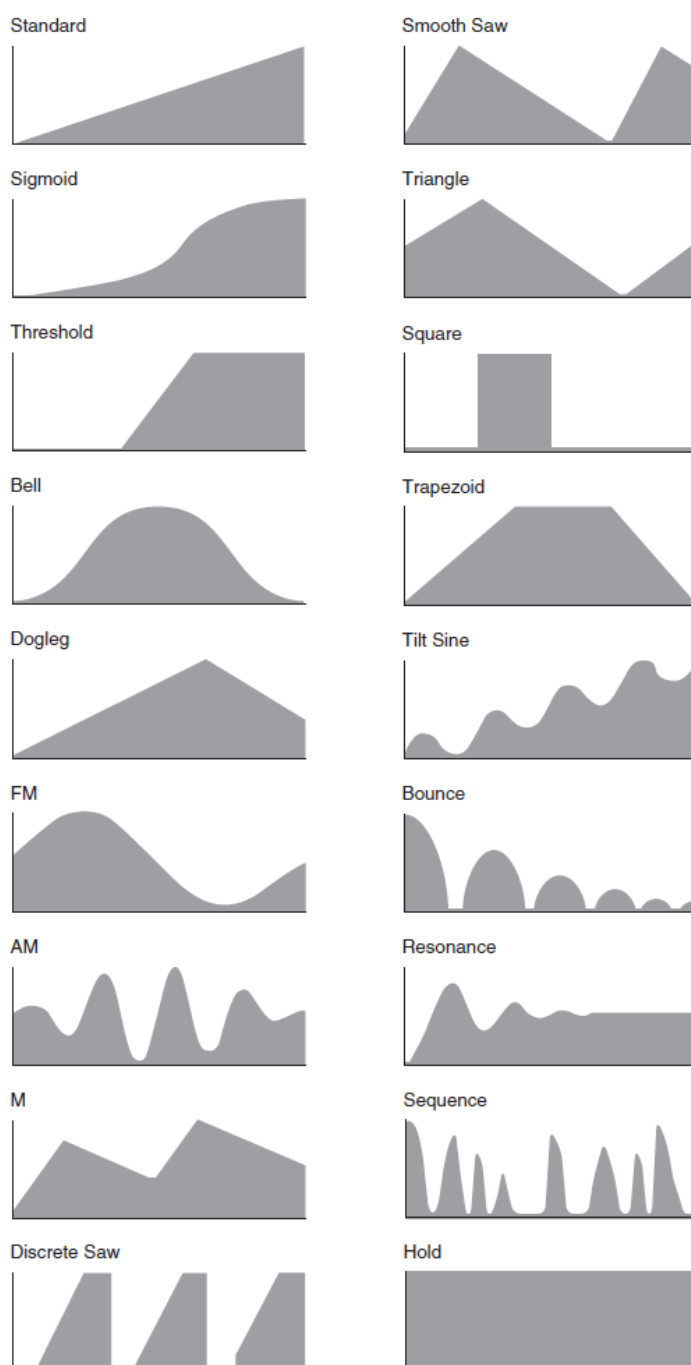 Standard
Smooth Saw
Sigmoid
Triangle
Threshold
Square
Bell
Trapezoid
Dogleg
Tilt Sine
FM
Bounce
AM
Resonance
M
Sequence
Discrete Saw
Hold